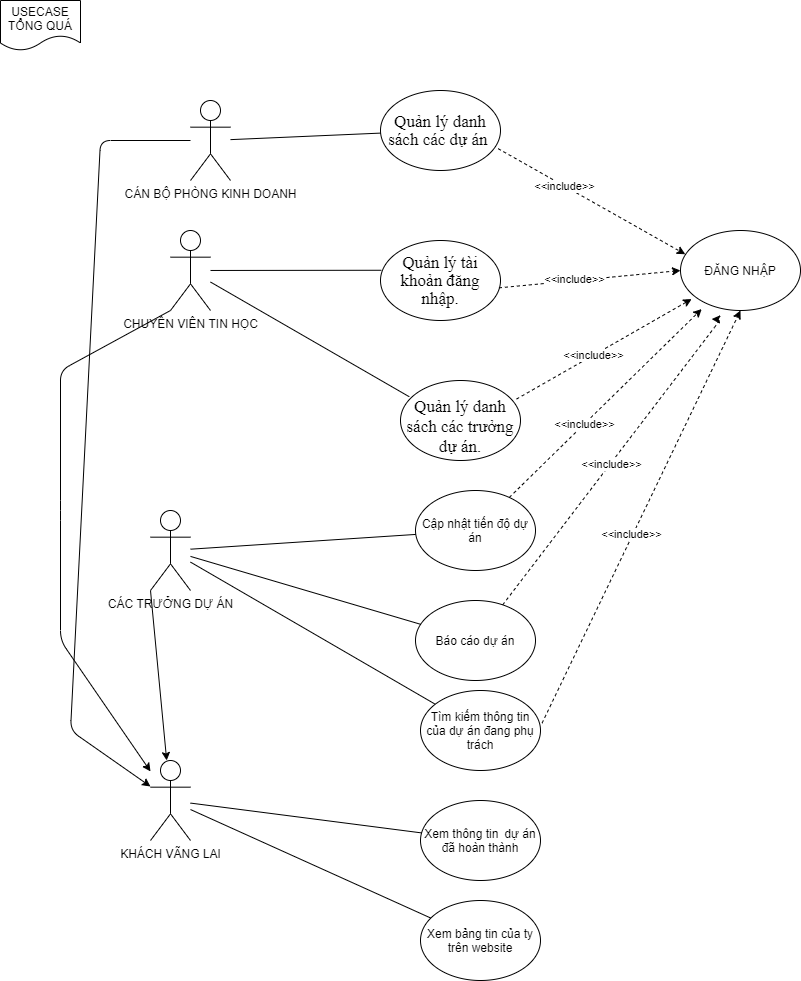 USECASE
TỔNG QUÁ
Quản lý danh
sách các dự án
CÁN BỘ PHÒNG KINH DOANH
<<include>>
CHUYÊN VIÊN TIN HỌC
Quản lý tài
khoản đăng
nhập.
<<include>>
ĐĂNG NHẬP
<<include>>
Quản lý danh
sách các trưởng
dự án.
<<include>>
<<include>>
Cập nhật tiến độ dự
án
<<include>>
CÁC TRƯỞNG DỰ ÁN
Báo cáo dự án
Tìm kiếm thông tin
của dự án đang phụ
trách
KHÁCH VÃNG LAI
Xem thông tin dự án
đã hoàn thành
Xem bảng tin của ty
trên website